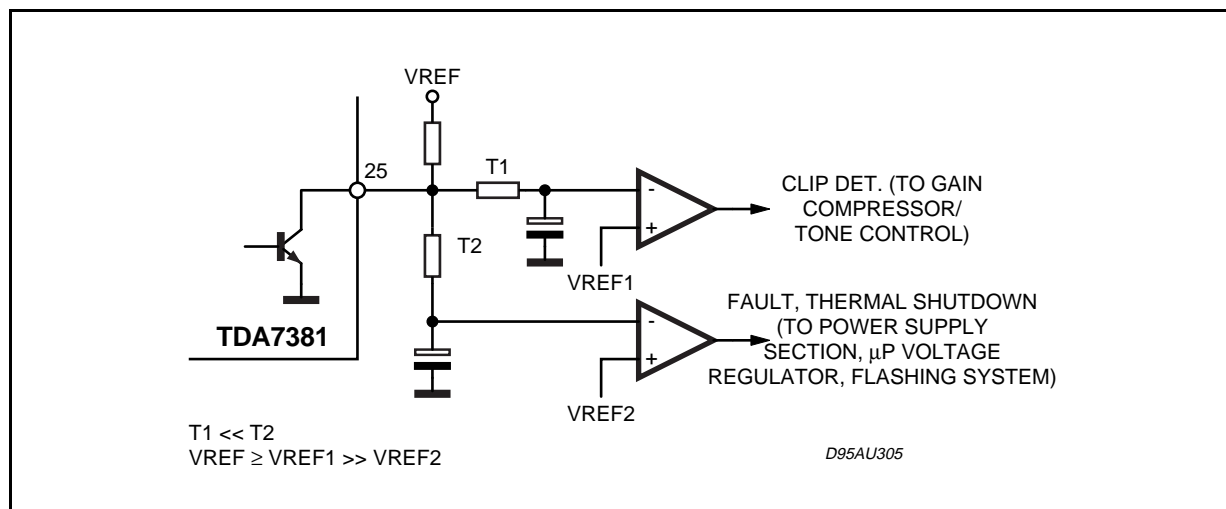 VREF
25
T1
-
+
CLIP DET. (TO GAIN
COMPRESSOR/
TONE CONTROL)
VREF1
T2
TDA7381
-
+
FAULT, THERMAL SHUTDOWN
(TO POWER SUPPLY
SECTION, µP VOLTAGE
REGULATOR, FLASHING SYSTEM)
VREF2
T1 << T2
VREF ≥ VREF1 >> VREF2
D95AU305